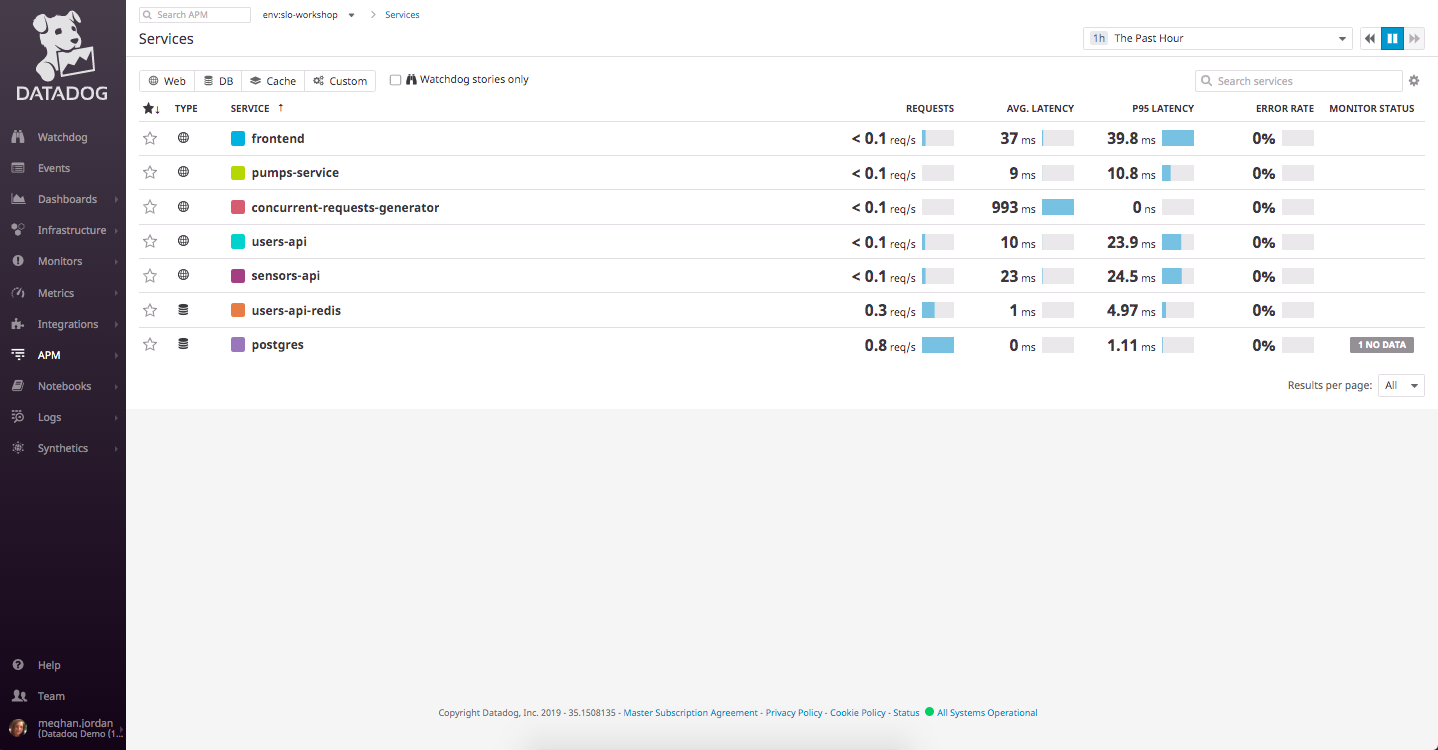 DATADOG
Watchdog
Events
Dashboards
Infrastructure
Monitors
Metrics
Integrations
APM
Notebooks
Logs
Synthetics
Help
Team
meghan.jordan
(Datadog Demo (1...
Search APM env:slo-workshop Services
Services
1h The Past Hour
Web DB Cache Custom Watchdog stories only Search services
TYPE SERVICE ↑ REQUESTS AVG. LATENCY P95 LATENCY ERROR RATE MONITOR STATUS
frontend < 0.1 req/s 37 ms 39.8 ms 0%
pumps-service < 0.1 req/s 9 ms 10.8 ms 0%
concurrent-requests-generator < 0.1 req/s 993 ms 0 ns 0%
users-api < 0.1 req/s 10 ms 23.9 ms 0%
sensors-api < 0.1 req/s 23 ms 24.5 ms 0%
users-api-redis 0.3 req/s 1 ms 4.97 ms 0%
postgres 0.8 req/s 0 ms 1.11 ms 0% 1 NO DATA
Results per page: All
Copyright Datadog, Inc. 2019 - 35.1508135 - Master Subscription Agreement - Privacy Policy - Cookie Policy - Status All Systems Operational